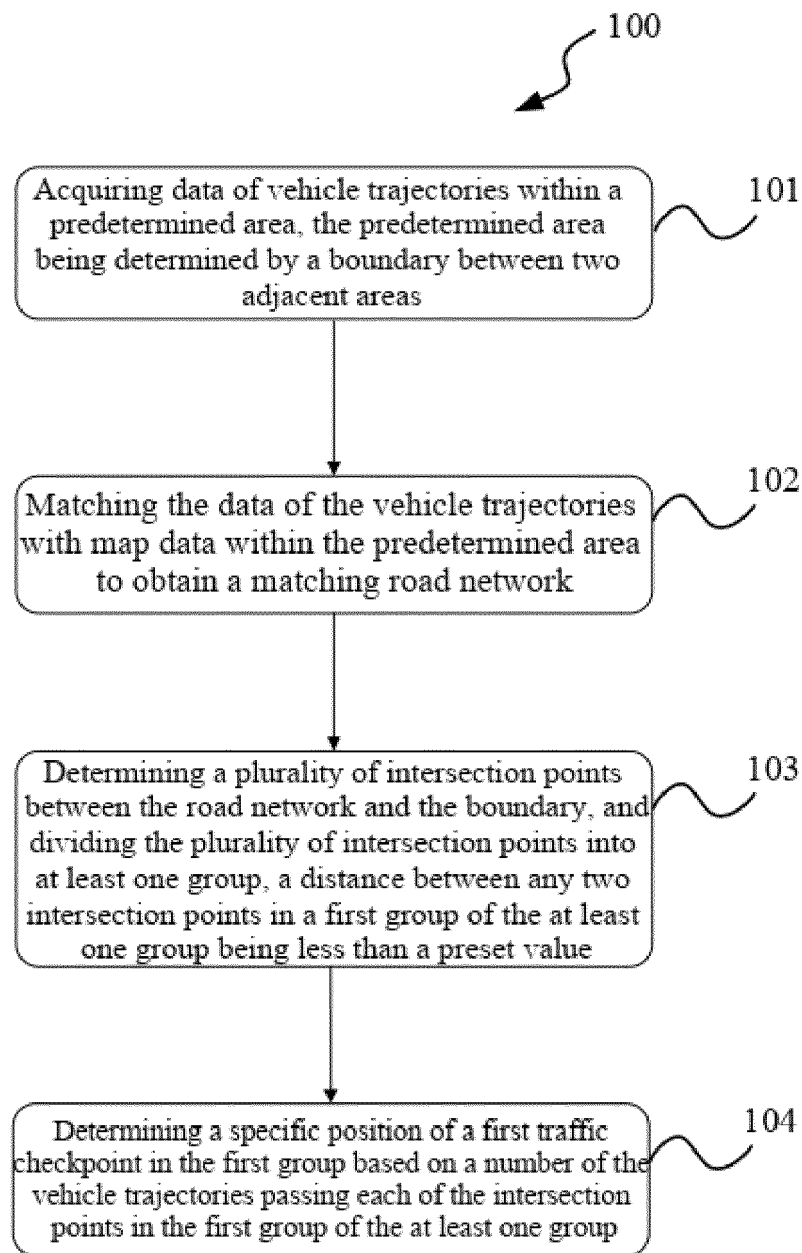 100
Acquiring data of vehicle trajectories within a
predetermined area, the predetermined area
being determined by a boundary between two
adjacent areas
101
Matching the data of the vehicle trajectories
with map data within the predetermined area
to obtain a matching road network
102
Determining a plurality of intersection points
between the road network and the boundary, and
dividing the plurality of intersection points into
at least one group, a distance between any two
intersection points in a first group of the at least
one group being less than a preset value
103
Determining a specific position of a first traffic
checkpoint in the first group based on a number of the
vehicle trajectories passing each of the intersection
points in the first group of the at least one group
104